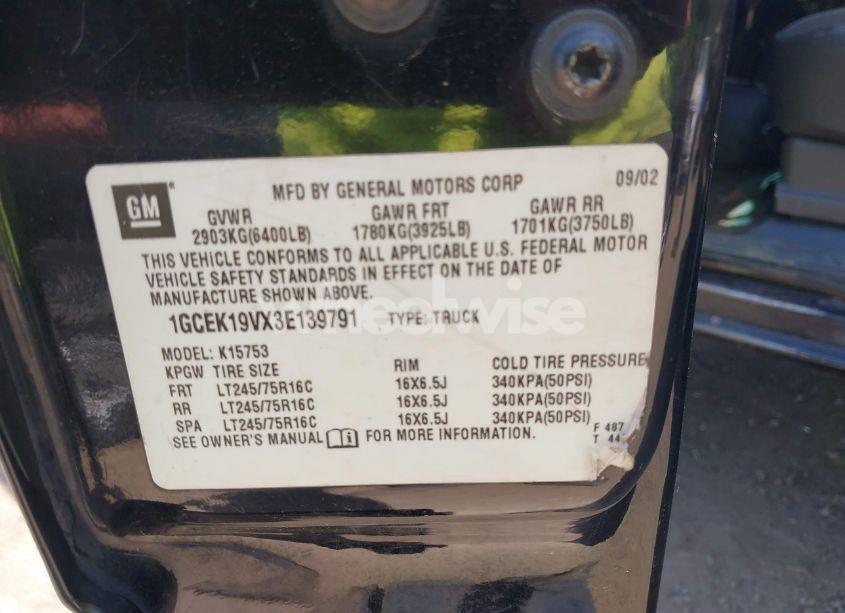 GM
MFD BY GENERAL MOTORS CORP 09/02
GVWR GAWR FRT GAWR RR
2903KG(6400LB) 1780KG(3925LB) 1701KG(3750LB)
THIS VEHICLE CONFORMS TO ALL APPLICABLE U.S. FEDERAL MOTOR
VEHICLE SAFETY STANDARDS IN EFFECT ON THE DATE OF
MANUFACTURE SHOWN ABOVE.
1GCEK19VX3E139791 TYPE: TRUCK
MODEL: K15753
KPGW TIRE SIZE RIM COLD TIRE PRESSURE
FRT LT245/75R16C 16X6.5J 340KPA(50PSI)
RR LT245/75R16C 16X6.5J 340KPA(50PSI)
SPA LT245/75R16C 16X6.5J 340KPA(50PSI)
SEE OWNER'S MANUAL FOR MORE INFORMATION.
F 487
T 44